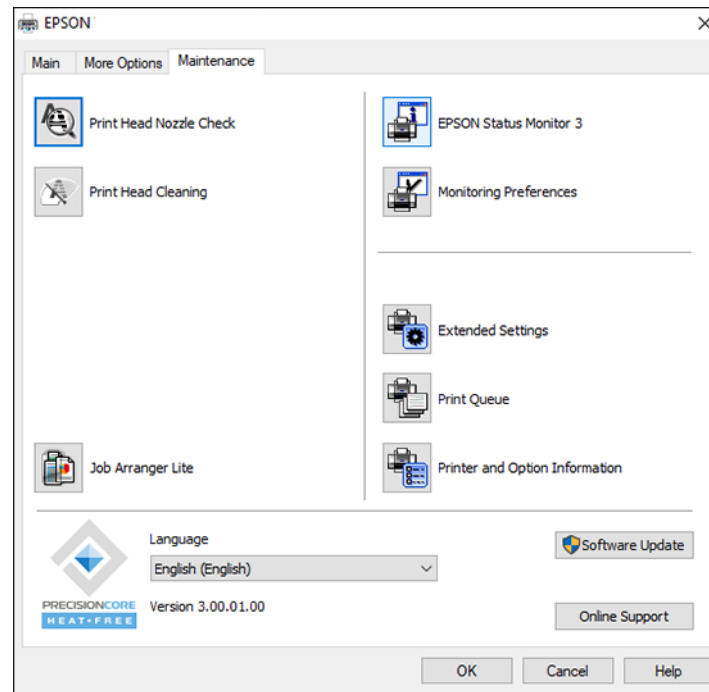 EPSON
Main
More Options
Maintenance
Print Head Nozzle Check
Print Head Cleaning
Job Arranger Lite
EPSON Status Monitor 3
Monitoring Preferences
Extended Settings
Print Queue
Printer and Option Information
PRECISIONCORE
HEAT•FREE
Language
English (English)
Version 3.00.01.00
Software Update
Online Support
OK
Cancel
Help